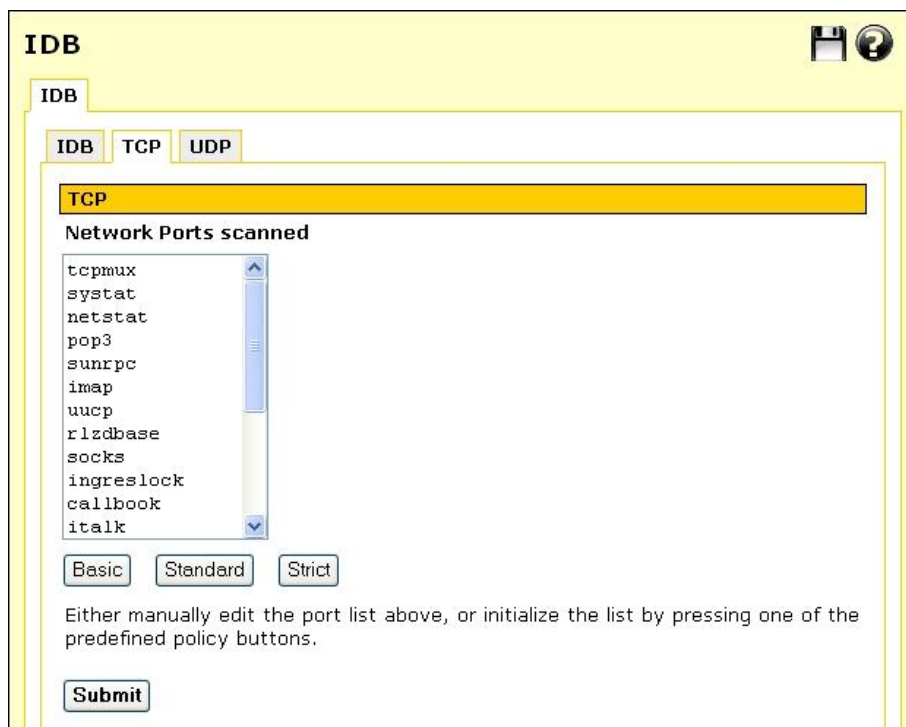 IDB
IDB
IDB TCP UDP
TCP
Network Ports scanned
tcpmux
systat
netstat
pop3
sunrpc
imap
uucp
rlzdbase
socks
ingreslock
callbook
italk
Basic Standard Strict
Either manually edit the port list above, or initialize the list by pressing one of the
predefined policy buttons.
Submit